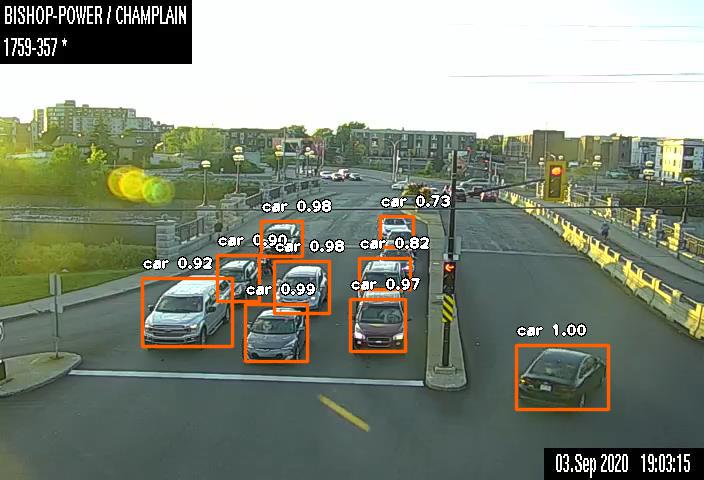 BISHOP-POWER / CHAMPLAIN
1759-357 *
car 0.98
car 0.73
car 0.90
car 0.98
car 0.82
car 0.92
car 0.99
car 0.97
car 1.00
03.Sep 2020 19:03:15